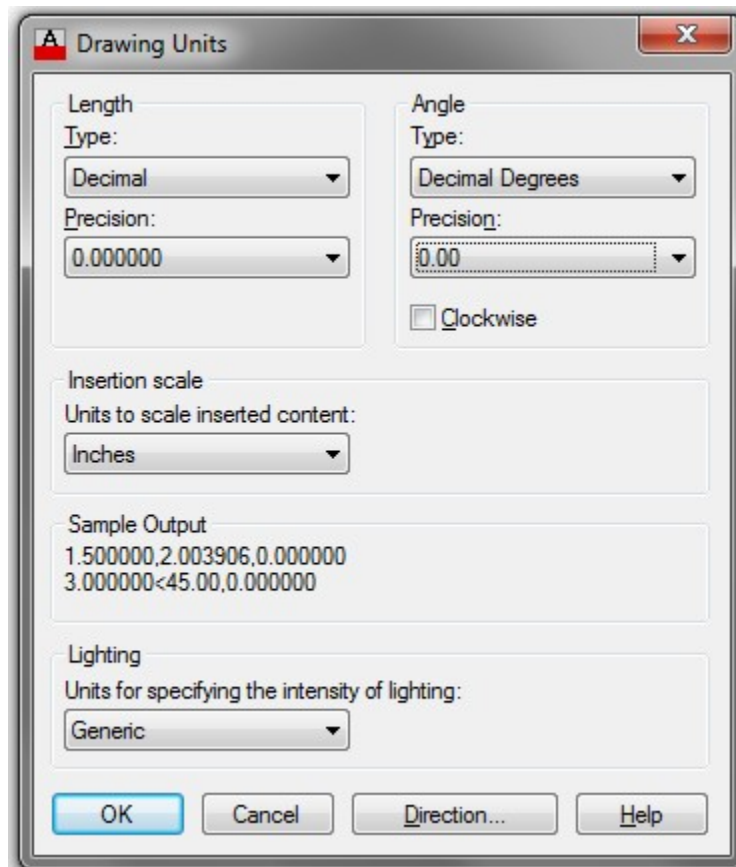 A Drawing Units
Length
Type:
Decimal
Precision:
0.000000
Angle
Type:
Decimal Degrees
Precision:
0.00
Clockwise
Insertion scale
Units to scale inserted content:
Inches
Sample Output
1.500000,2.003906,0.000000
3.000000<45.00,0.000000
Lighting
Units for specifying the intensity of lighting:
Generic
OK Cancel Direction... Help